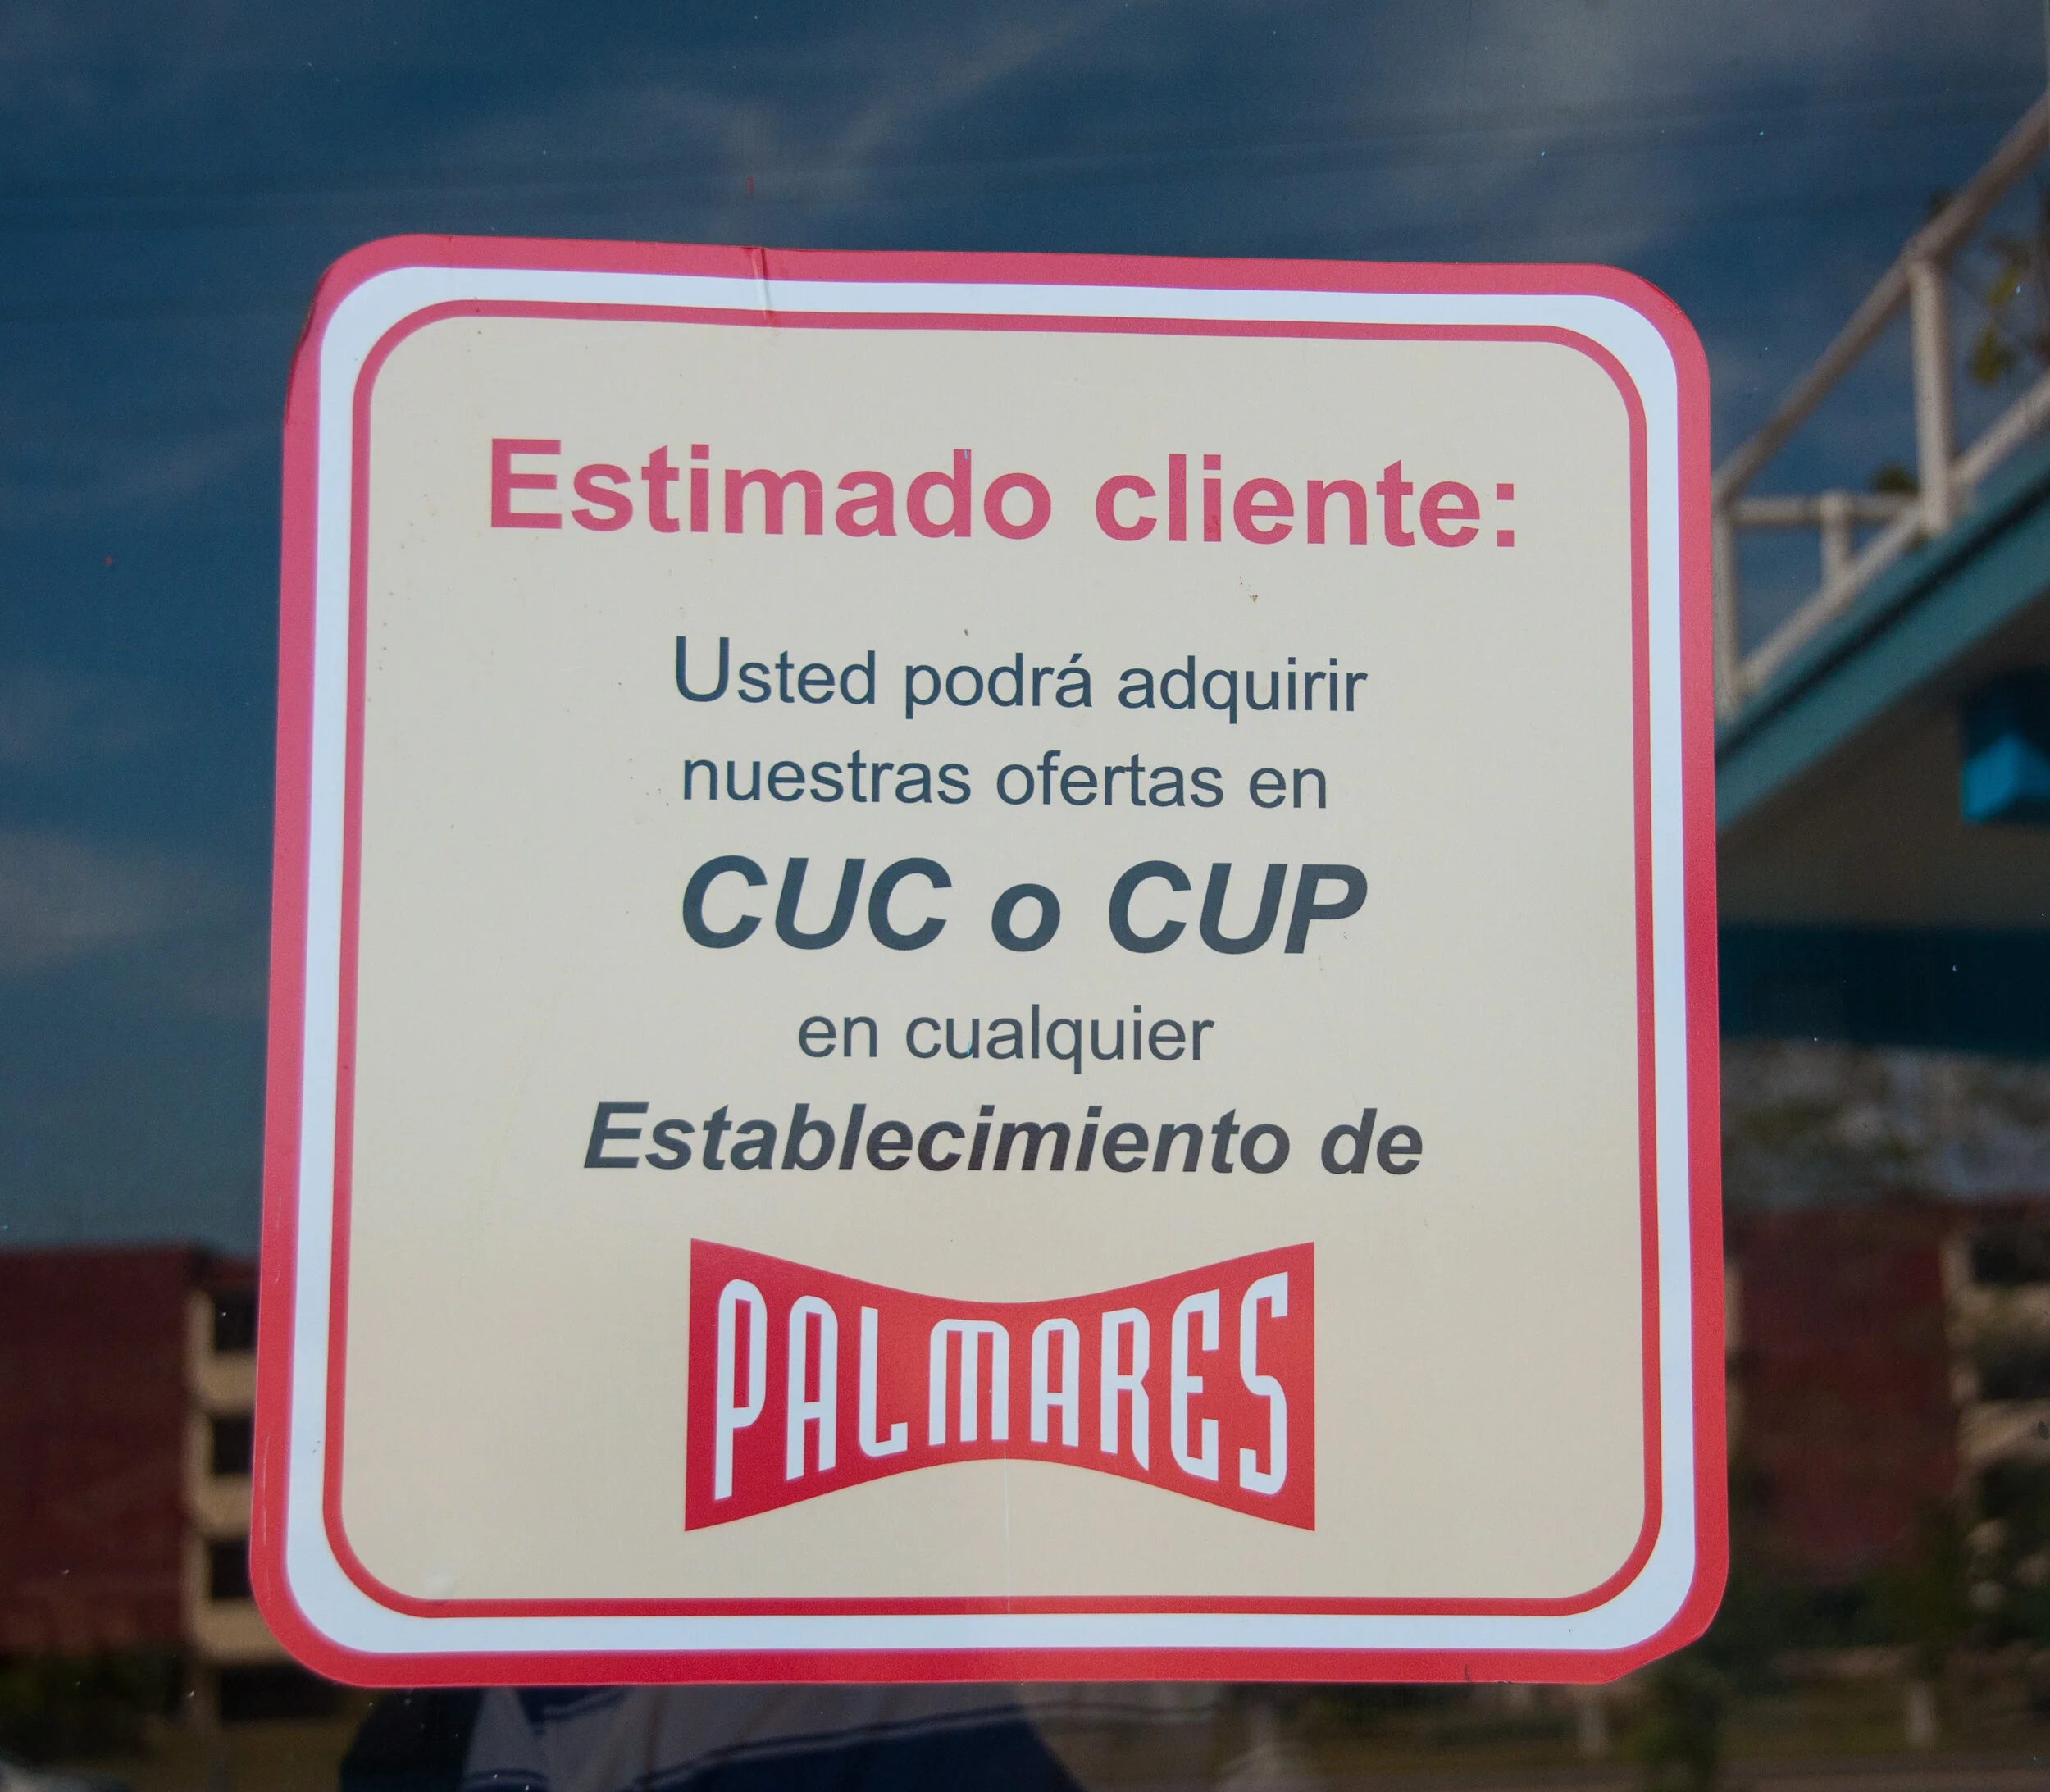 Estimado cliente:
Usted podrá adquirir
nuestras ofertas en
CUC o CUP
en cualquier
Establecimiento de
PALMARES